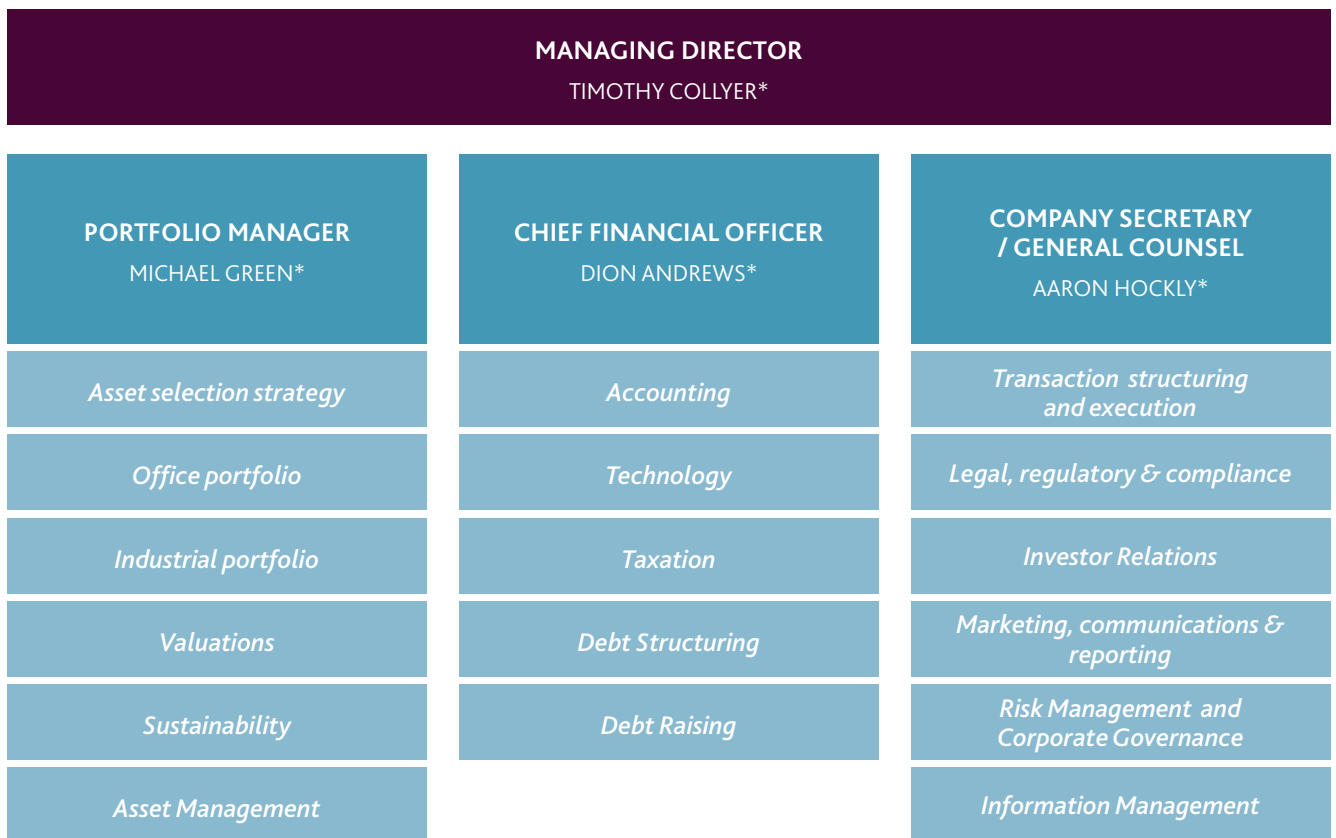 MANAGING DIRECTOR
TIMOTHY COLLYER*
PORTFOLIO MANAGER
MICHAEL GREEN*
Asset selection strategy
Office portfolio
Industrial portfolio
Valuations
Sustainability
Asset Management
CHIEF FINANCIAL OFFICER
DION ANDREWS*
Accounting
Technology
Taxation
Debt Structuring
Debt Raising
COMPANY SECRETARY
/ GENERAL COUNSEL
AARON HOCKLY*
Transaction structuring
and execution
Legal, regulatory & compliance
Investor Relations
Marketing, communications &
reporting
Risk Management and
Corporate Governance
Information Management